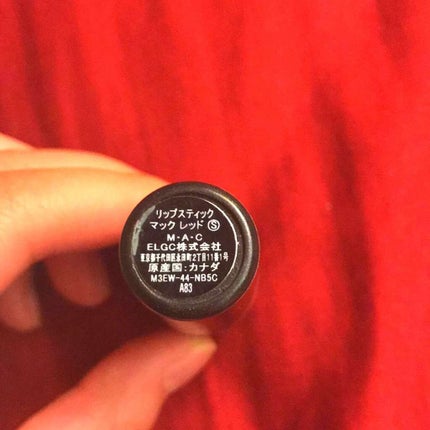 リップスティック
マック レッド Ⓢ
M・A・C
ELGC株式会社
東京都千代田区永田町2丁目11番1号
原産国:カナダ
M3EW-44-NB5C
A83